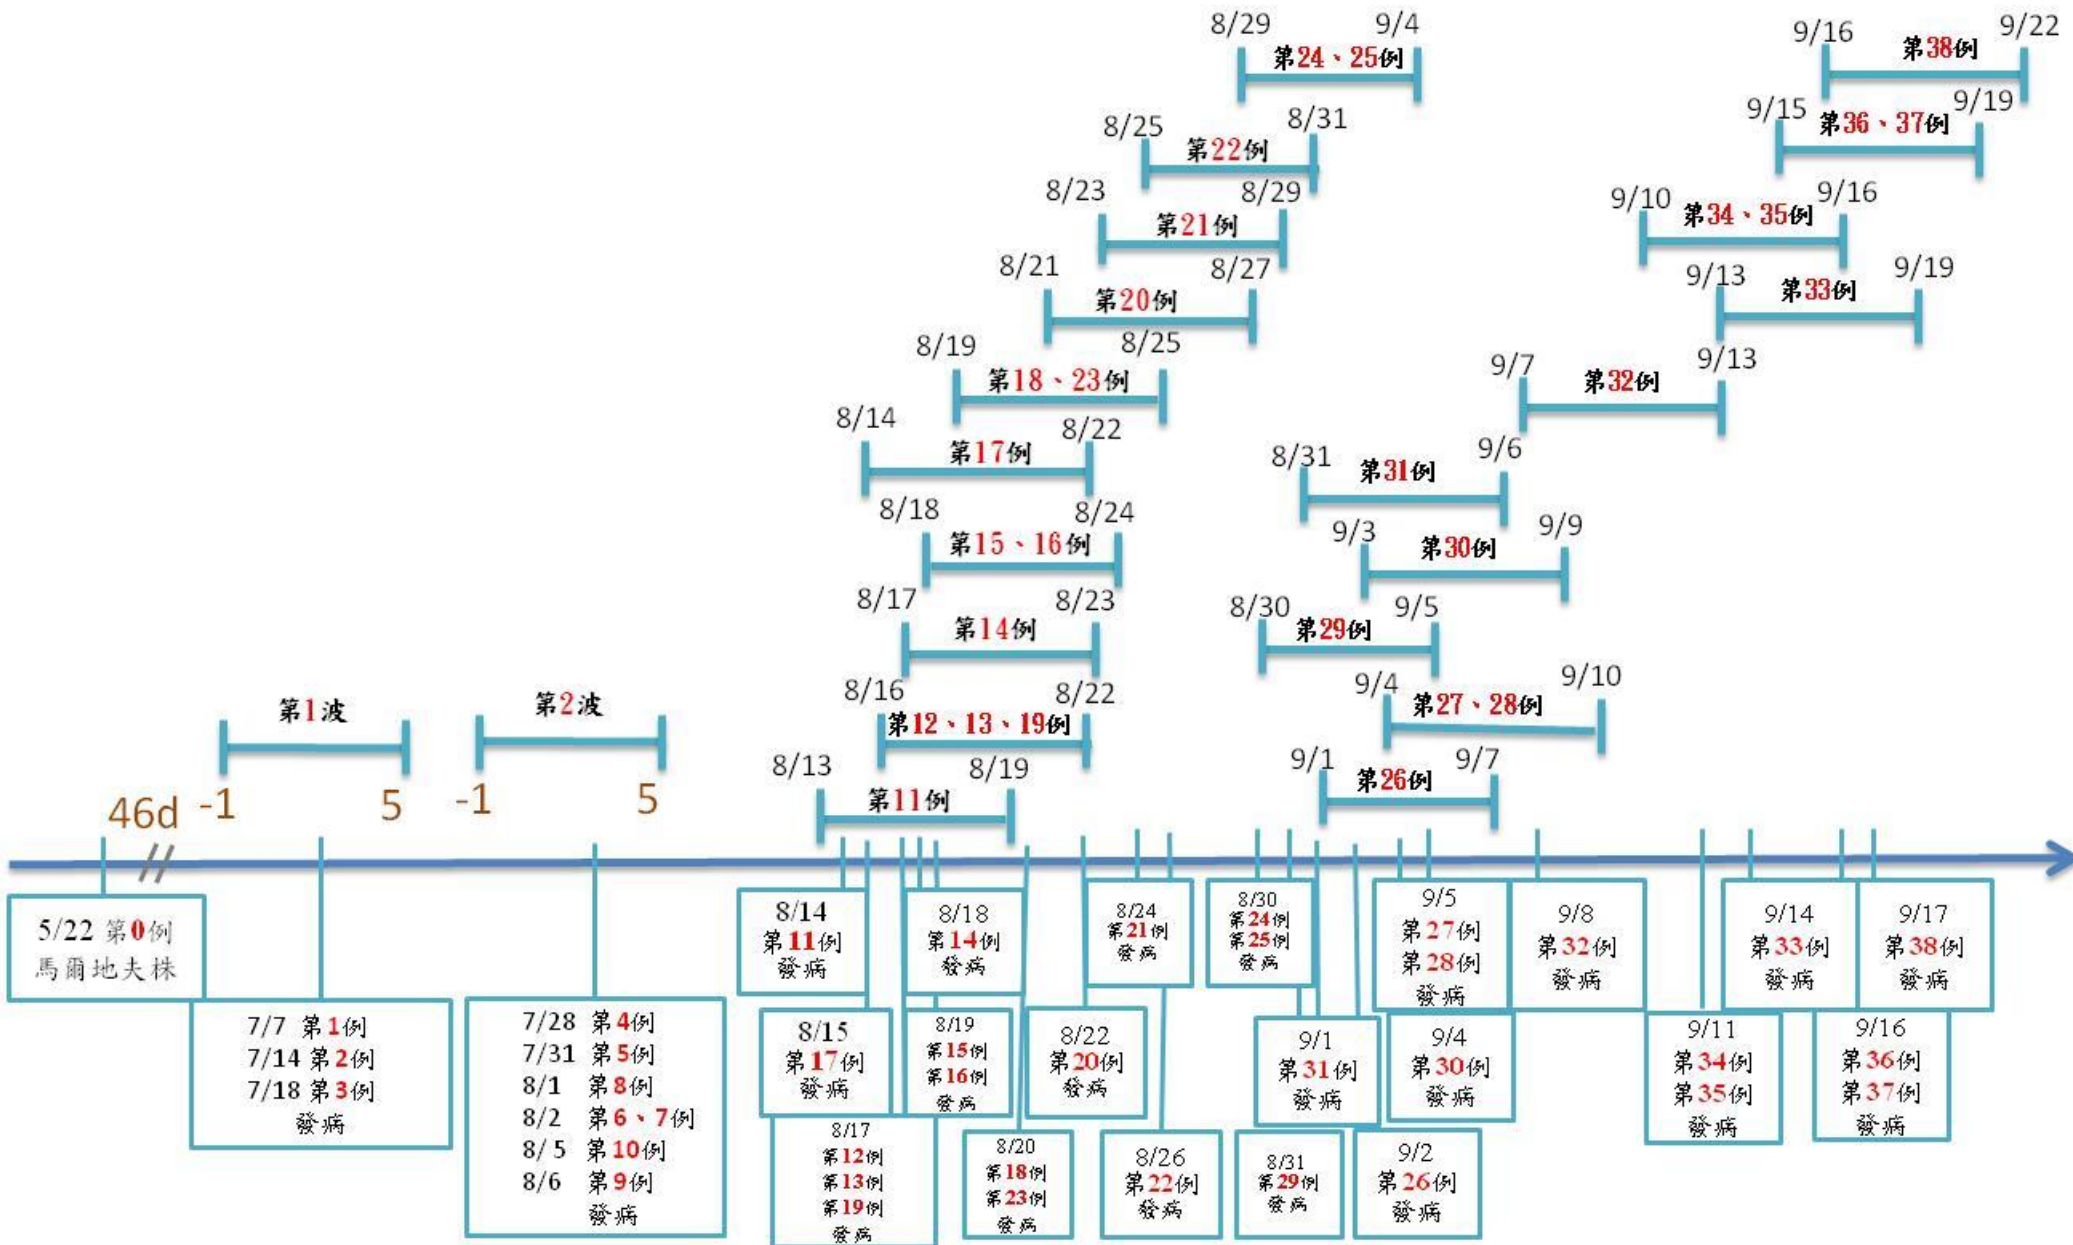 8/29 9/4
第24、25例
9/16 9/22
第38例
8/25 8/31
第22例
9/15 9/19
第36、37例
8/23 8/29
第21例
9/10 9/16
第34、35例
8/21 8/27
第20例
9/13 9/19
第33例
8/19 8/25
第18、23例
9/7 9/13
第32例
8/14 8/22
第17例
8/31 9/6
第31例
8/18 8/24
第15、16例
9/3 9/9
第30例
8/17 8/23
第14例
8/30 9/5
第29例
8/16 8/22
第12、13、19例
9/4 9/10
第27、28例
第1波
第2波
8/13 8/19
第11例
9/1 9/7
第26例
46d -1 5 -1 5
5/22 第0例
馬爾地夫株
7/7 第1例
7/14 第2例
7/18 第3例
發病
7/28 第4例
7/31 第5例
8/1 第8例
8/2 第6、7例
8/5 第10例
8/6 第9例
發病
8/14
第11例
發病
8/15
第17例
發病
8/17
第12例
第13例
第19例
發病
8/18
第14例
發病
8/19
第15例
第16例
發病
8/20
第18例
第23例
發病
8/22
第20例
發病
8/24
第21例
發病
8/26
第22例
發病
8/30
第24例
第25例
發病
8/31
第29例
發病
9/1
第31例
發病
9/2
第26例
發病
9/5
第27例
第28例
發病
9/4
第30例
發病
9/8
第32例
發病
9/11
第34例
第35例
發病
9/14
第33例
發病
9/16
第36例
第37例
發病
9/17
第38例
發病